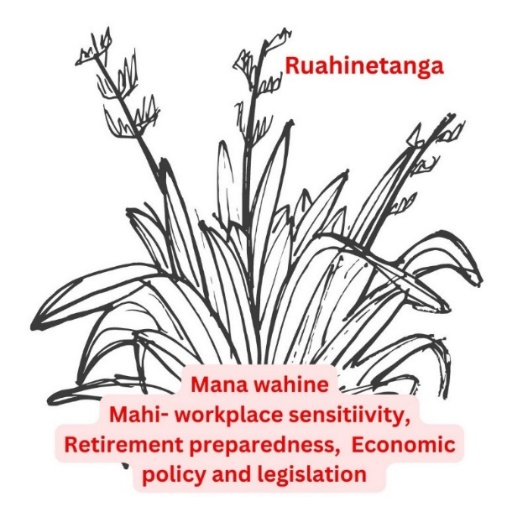 Ruahinetanga
Mana wahine
Mahi- workplace sensitiivity,
Retirement preparedness, Economic
policy and legislation